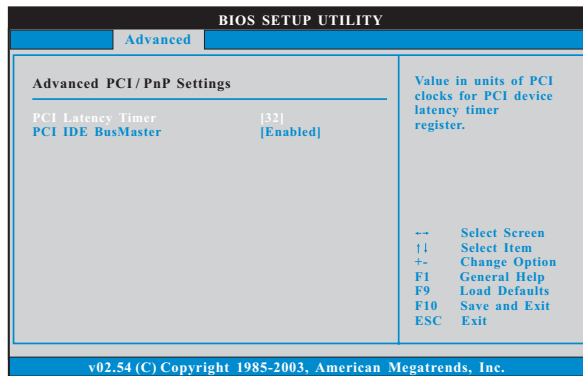 BIOS SETUP UTILITY
Advanced
Advanced PCI / PnP Settings
PCI Latency Timer [32]
PCI IDE BusMaster [Enabled]
Value in units of PCI
clocks for PCI device
latency timer
register.
←→ Select Screen
↑↓ Select Item
+- Change Option
F1 General Help
F9 Load Defaults
F10 Save and Exit
ESC Exit
v02.54 (C) Copyright 1985-2003, American Megatrends, Inc.